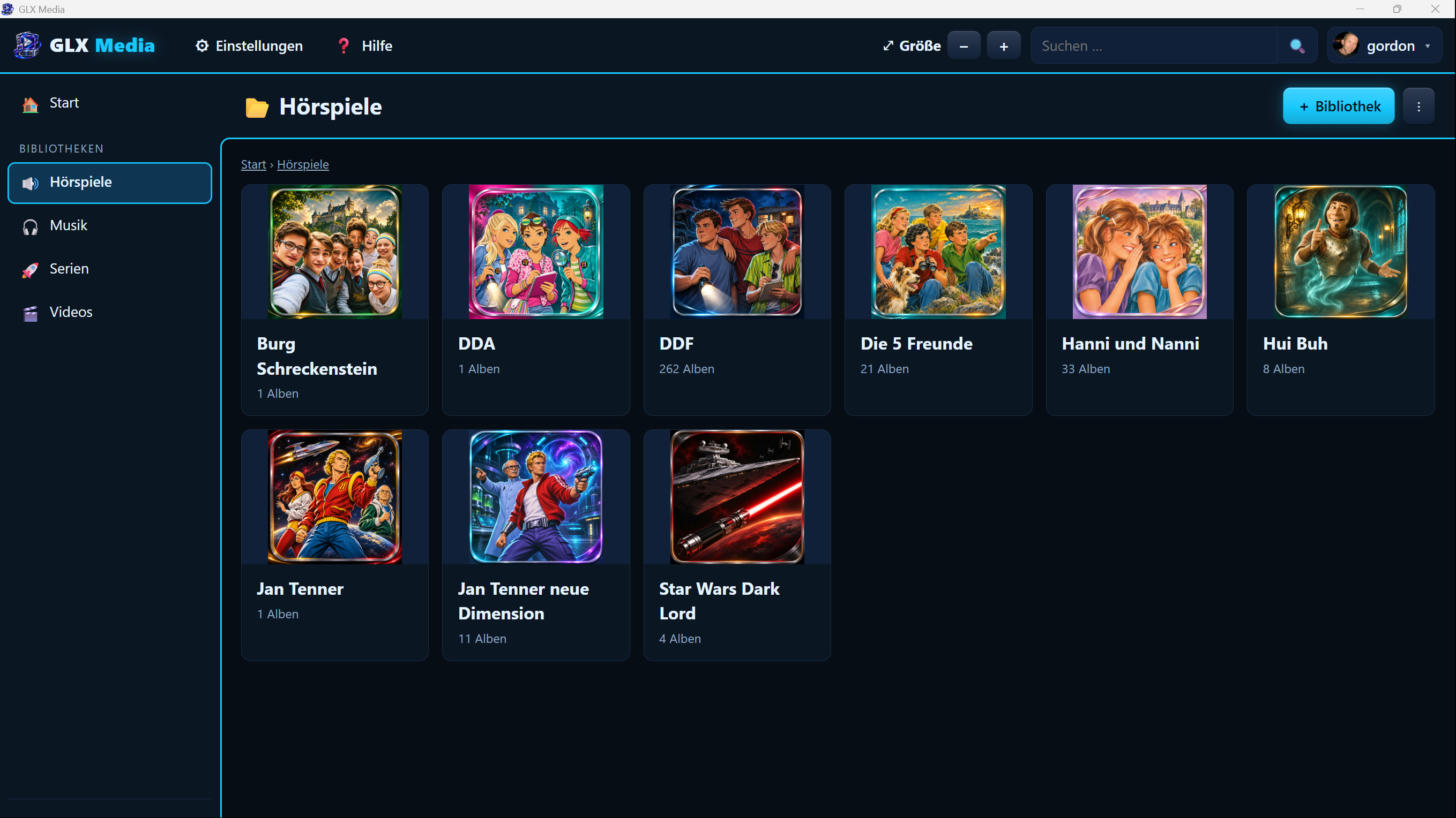 GLX Media
GLX Media
Einstellungen
Hilfe
Größe
−
+
Suchen ...
gordon
Start
Hörspiele
+ Bibliothek
BIBLIOTHEKEN
Hörspiele
Musik
Serien
Videos
Start › Hörspiele
Burg
Schreckenstein
1 Alben
DDA
1 Alben
DDF
262 Alben
Die 5 Freunde
21 Alben
Hanni und Nanni
33 Alben
Hui Buh
8 Alben
Jan Tenner
1 Alben
Jan Tenner neue
Dimension
11 Alben
Star Wars Dark
Lord
4 Alben